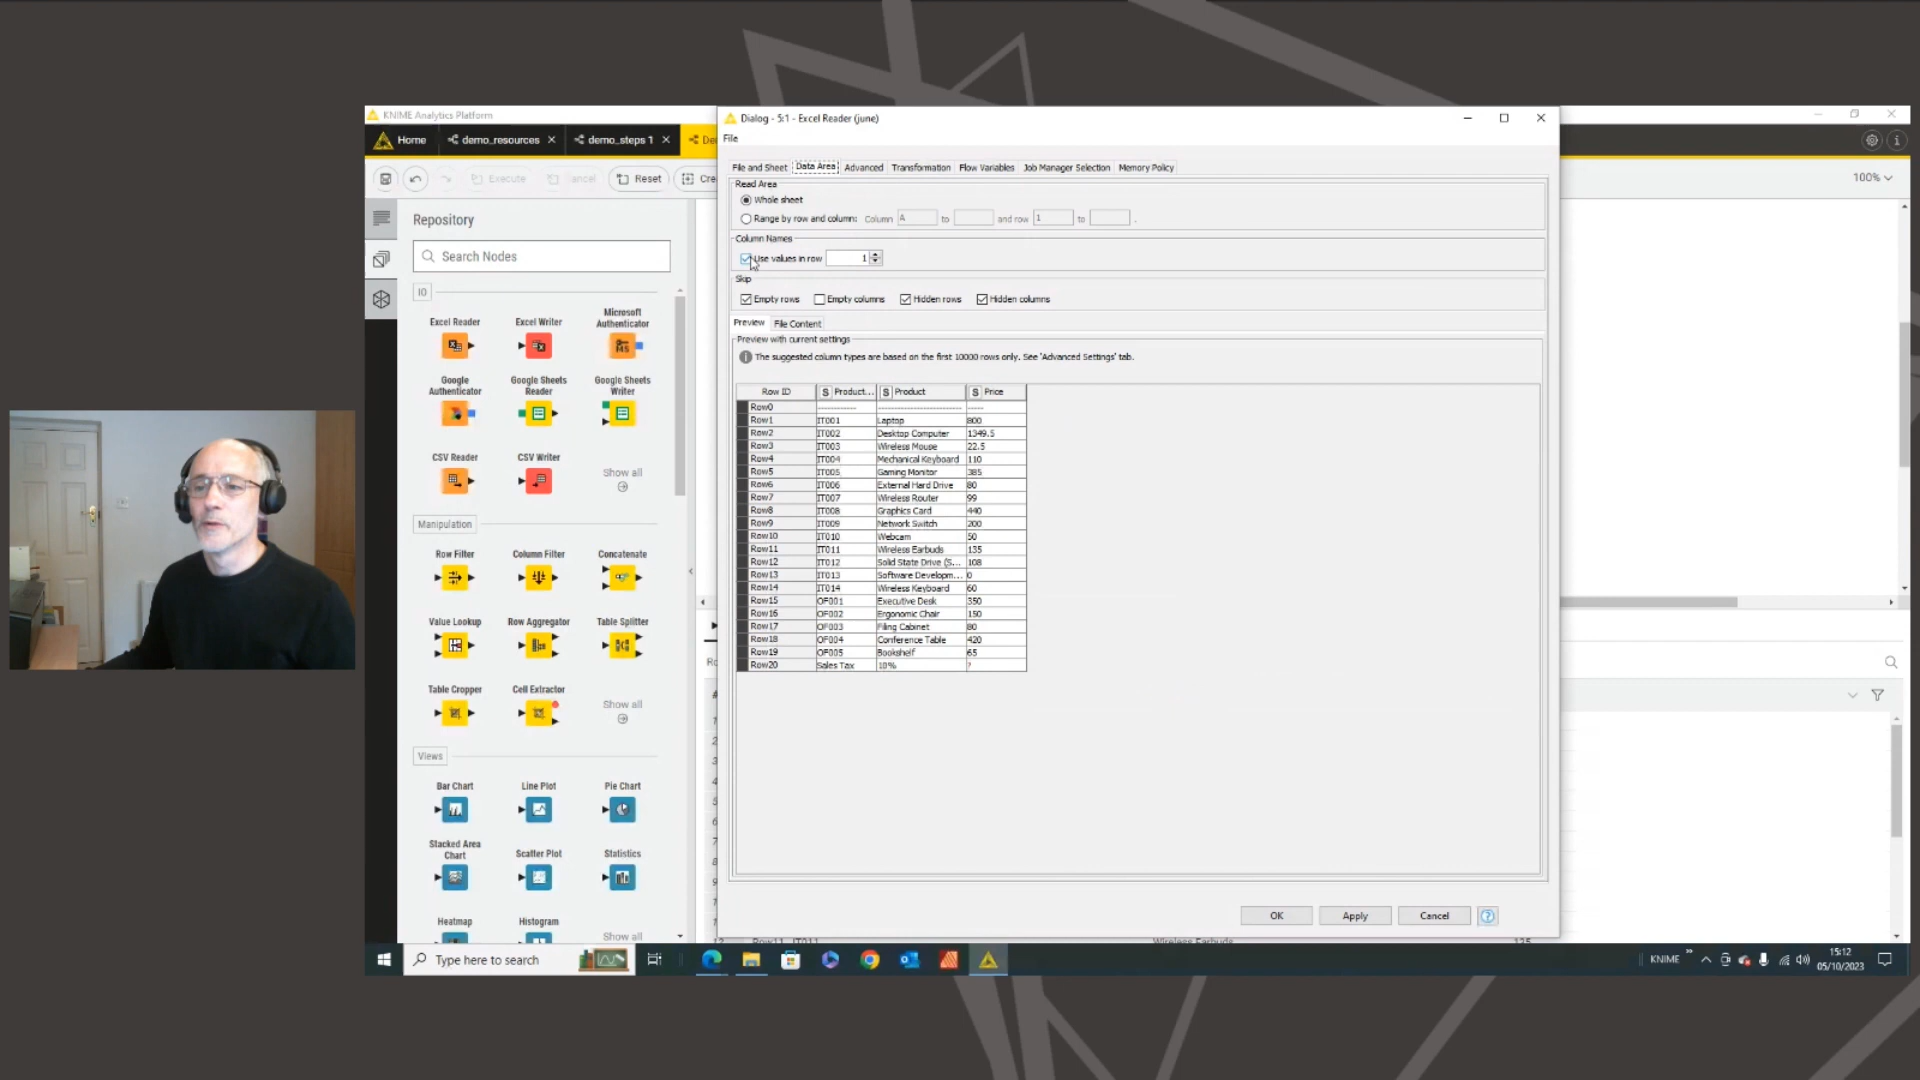 KNIME Analytics Platform
Dialog - 5:1 - Excel Reader (june)
Home
demo_resources
demo_steps 1
File
File and Sheet
Data Area
Advanced
Transformation
Flow Variables
Job Manager Selection
Memory Policy
Execute
Reset
100%
Read Area
Whole sheet
Range by row and column: Column A to and row 1 to .
Column Names
Use values in row 1
Skip
Empty rows
Empty columns
Hidden rows
Hidden columns
Preview
File Content
Preview with current settings
The suggested column types are based on the first 10000 rows only. See 'Advanced Settings' tab.
Row ID S Product... S Product S Price
Row0 ----------- ----------------------- -----
Row1 IT001 Laptop 800
Row2 IT002 Desktop Computer 1349.5
Row3 IT003 Wireless Mouse 22.5
Row4 IT004 Mechanical Keyboard 110
Row5 IT005 Gaming Monitor 385
Row6 IT006 External Hard Drive 80
Row7 IT007 Wireless Router 99
Row8 IT008 Graphics Card 440
Row9 IT009 Network Switch 200
Row10 IT010 Webcam 50
Row11 IT011 Wireless Earbuds 135
Row12 IT012 Solid State Drive (S... 108
Row13 IT013 Software Developm... 0
Row14 IT014 Wireless Keyboard 60
Row15 OF001 Executive Desk 350
Row16 OF002 Ergonomic Chair 150
Row17 OF003 Filing Cabinet 80
Row18 OF004 Conference Table 420
Row19 OF005 Bookshelf 65
Row20 Sales Tax 10% ?
OK
Apply
Cancel
Repository
Search Nodes
IO
Excel Reader
Excel Writer
Microsoft Authenticator
Google Authenticator
Google Sheets Reader
Google Sheets Writer
CSV Reader
CSV Writer
Show all
Manipulation
Row Filter
Column Filter
Concatenate
Value Lookup
Row Aggregator
Table Splitter
Table Cropper
Cell Extractor
Show all
Views
Bar Chart
Line Plot
Pie Chart
Stacked Area Chart
Scatter Plot
Statistics
Heatmap
Histogram
Show all
Type here to search
KNIME
15:12
05/10/2023